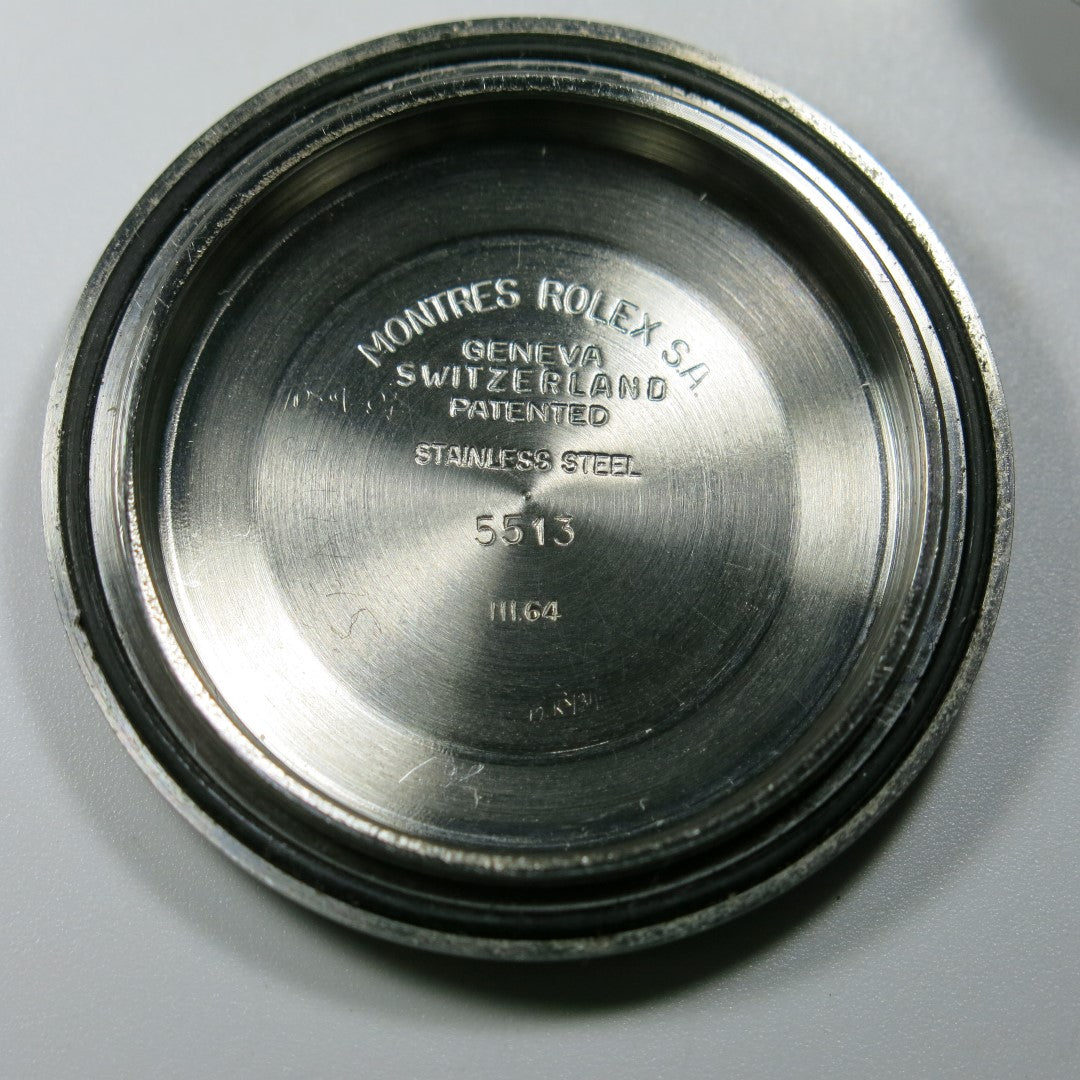 MONTRES ROLEX S.A.
GENEVA
SWITZERLAND
PATENTED
STAINLESS STEEL
5513
III.64